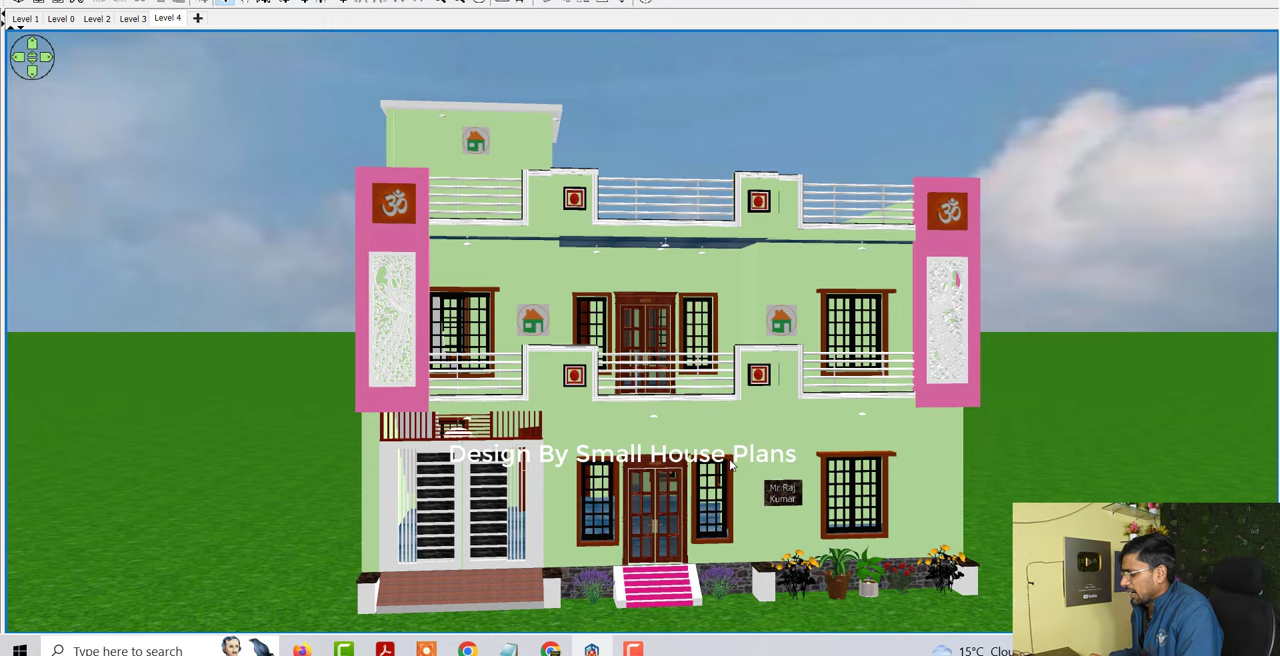 Level 1 Level 0 Level 2 Level 3 Level 4
ॐ
ॐ
Design By Small House Plans
Mr Raj
Kumar
Type here to search
15°C